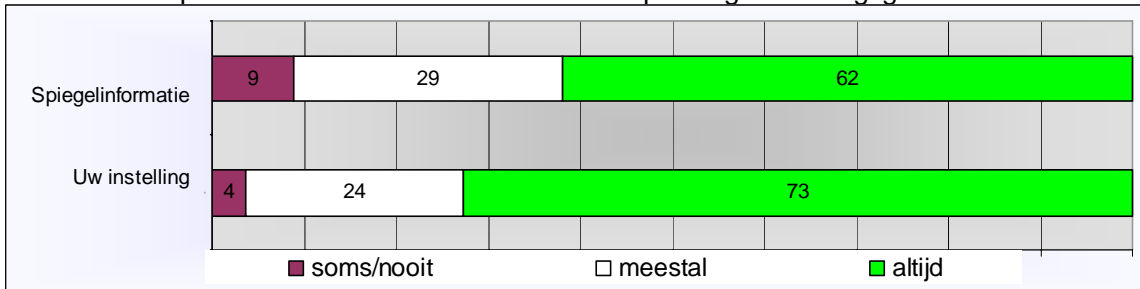 9 29 62
Spiegelinformatie
Uw instelling
4 24 73
soms/nooit meestal altijd